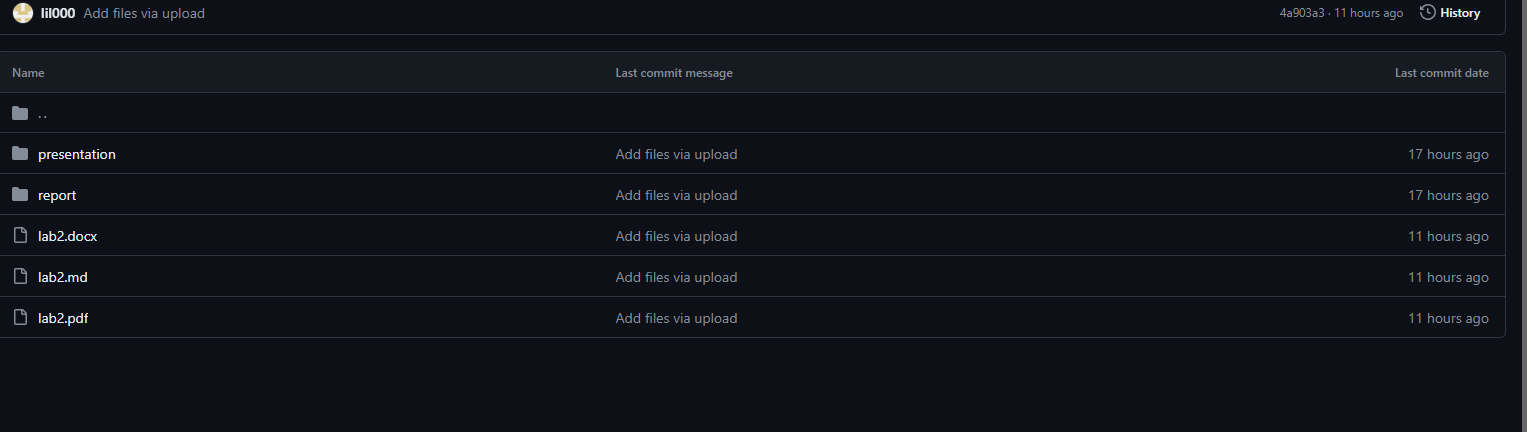 lil000 Add files via upload 4a903a3 · 11 hours ago History
Name Last commit message Last commit date
..
presentation Add files via upload 17 hours ago
report Add files via upload 17 hours ago
lab2.docx Add files via upload 11 hours ago
lab2.md Add files via upload 11 hours ago
lab2.pdf Add files via upload 11 hours ago